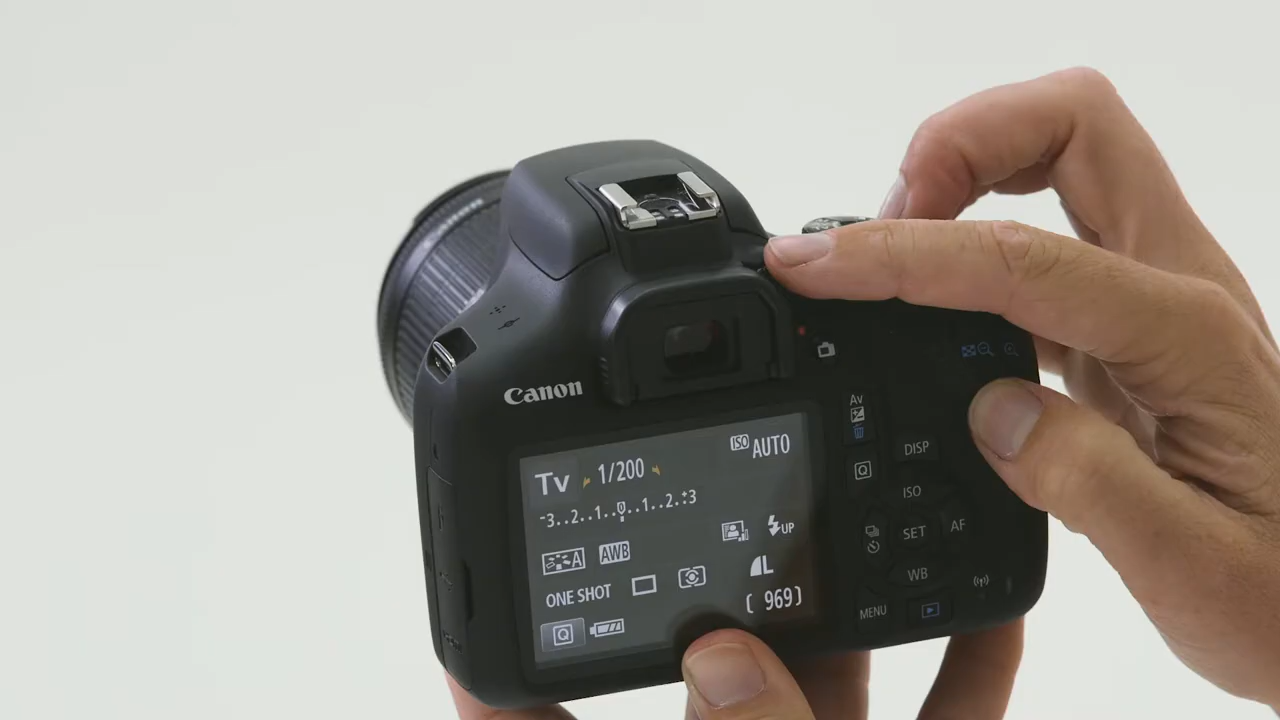 Canon
Tv 1/200 ISO AUTO
-3..2..1..0..1..2.:+3
UP
A AWB
L
ONE SHOT
[ 969]
Q
Av
Q
DISP
ISO
AF
SET
WB
MENU